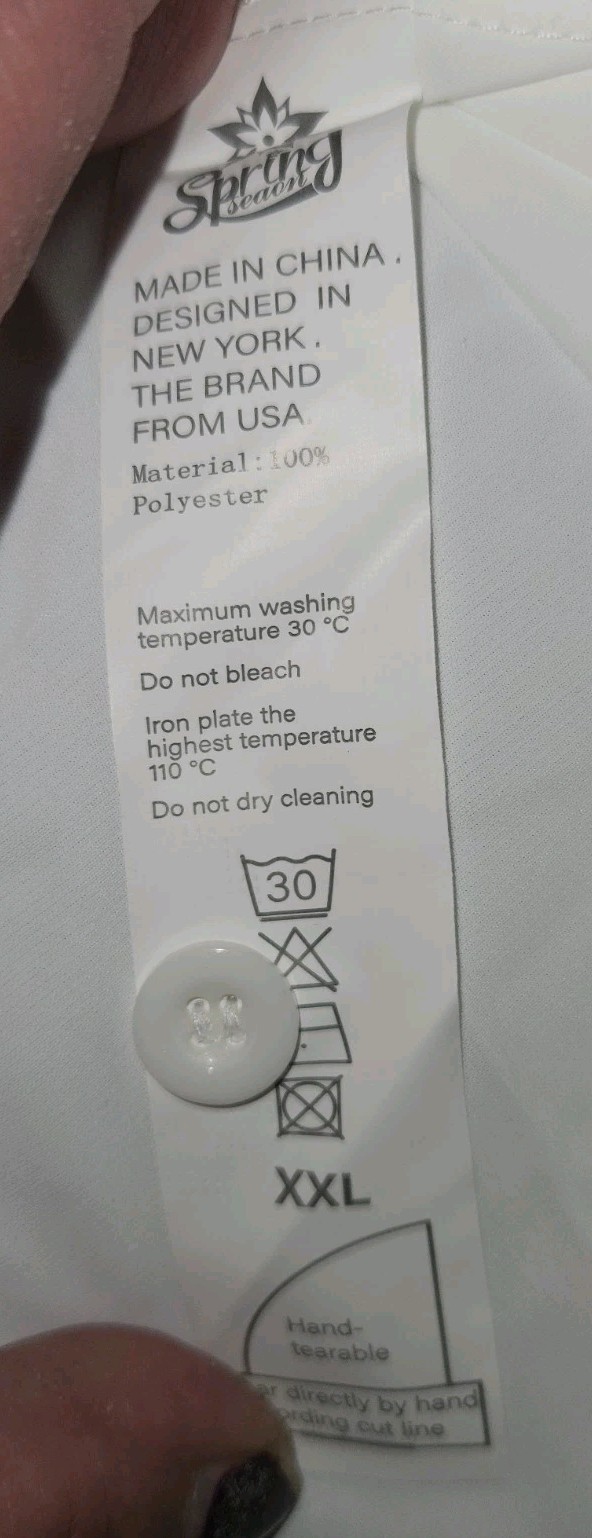 Spring
seaon
MADE IN CHINA.
DESIGNED IN
NEW YORK.
THE BRAND
FROM USA.
Material:100%
Polyester
Maximum washing
temperature 30 °C
Do not bleach
Iron plate the
highest temperature
110 °C
Do not dry cleaning
30
XXL
Hand-
tearable
directly by hand
cut line